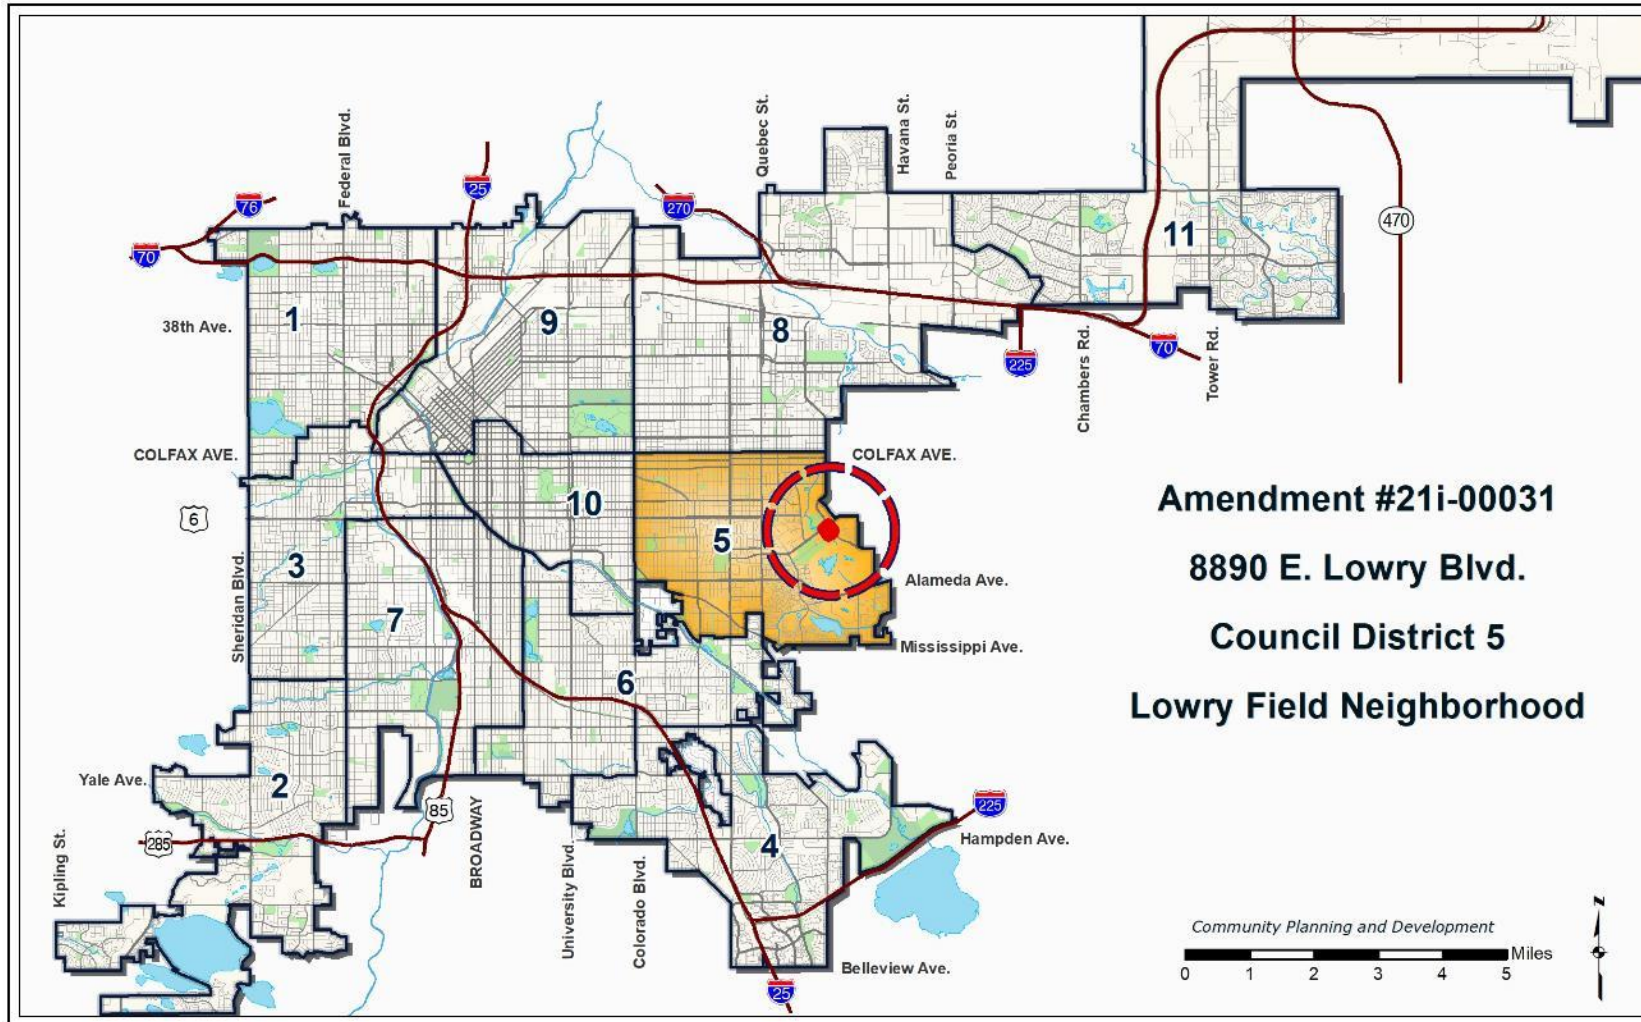 Federal Blvd.
Quebec St.
Havana St.
Peoria St.
76
25
270
70
470
11
1
9
8
38th Ave.
225
70
Chambers Rd.
Tower Rd.
COLFAX AVE.
COLFAX AVE.
6
10
5
3
7
Sheridan Blvd.
Alameda Ave.
Mississippi Ave.
6
Amendment #21i-00031
8890 E. Lowry Blvd.
Council District 5
Lowry Field Neighborhood
Yale Ave.
2
85
285
BROADWAY
4
225
Hampden Ave.
Kipling St.
University Blvd.
Colorado Blvd.
Belleview Ave.
25
Community Planning and Development
Miles
0 1 2 3 4 5
N